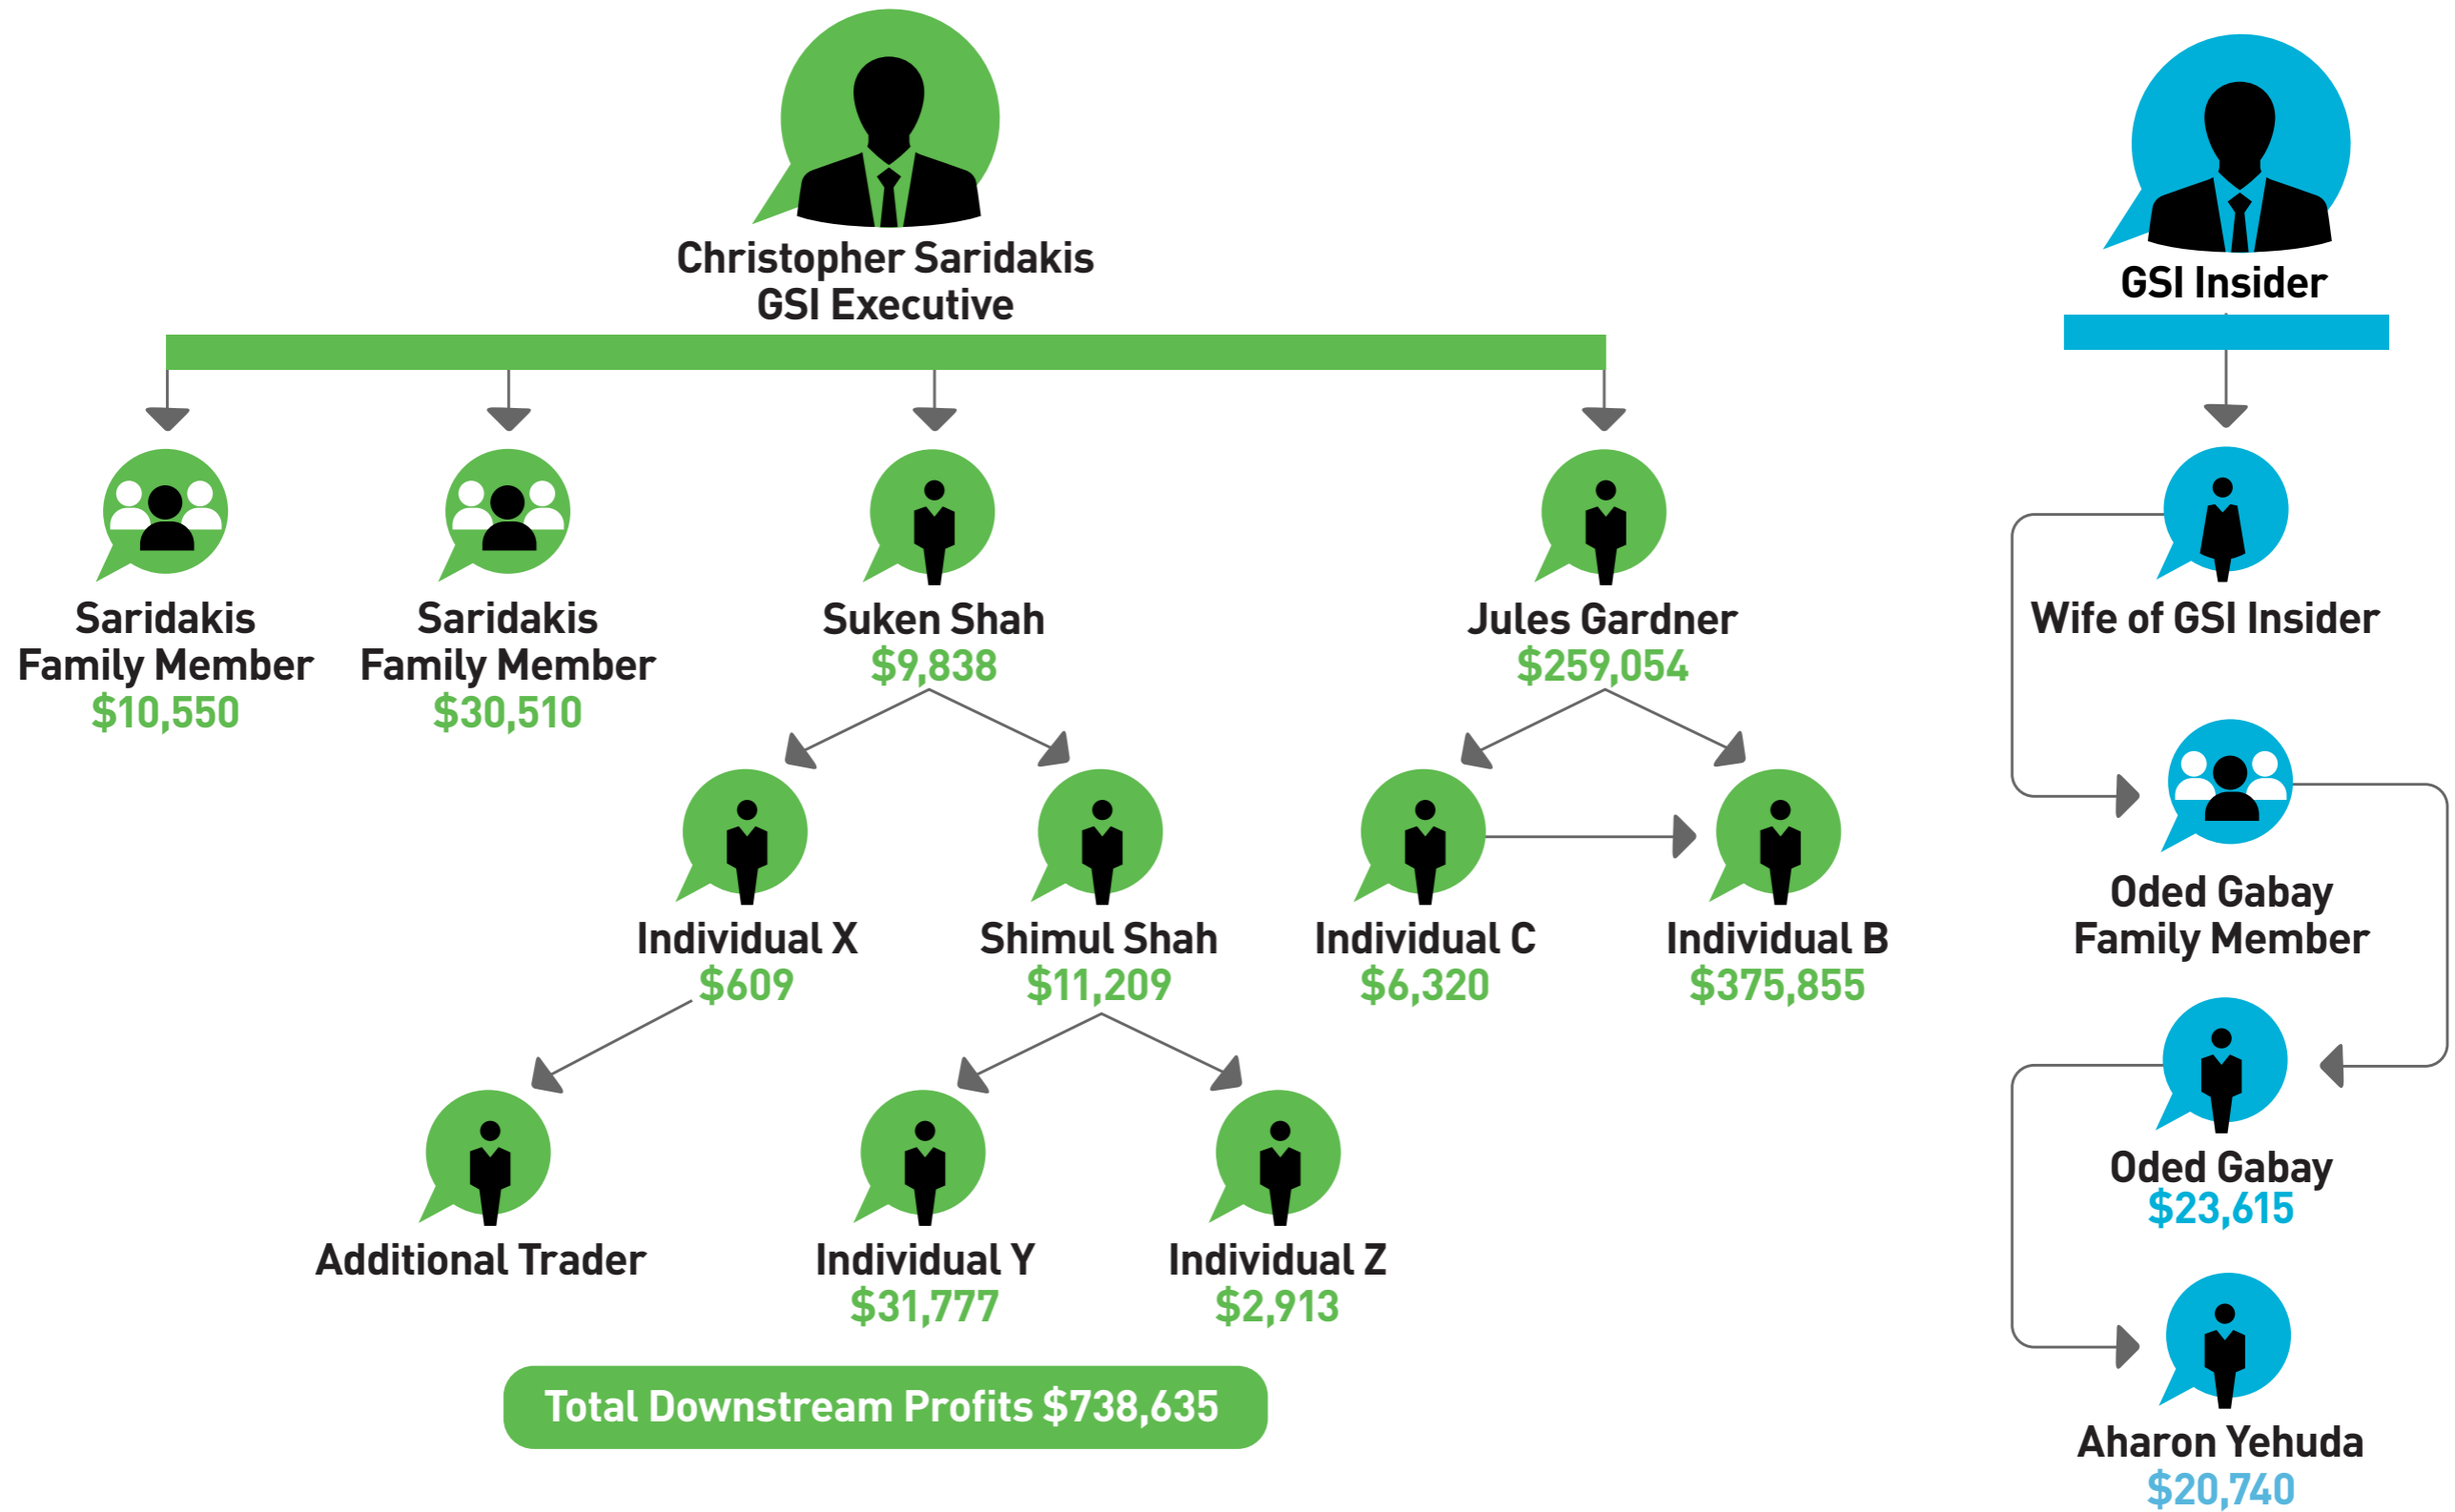 Christopher Saridakis
GSI Executive
GSI Insider
Saridakis
Family Member
$10,550
Saridakis
Family Member
$30,510
Suken Shah
$9,838
Jules Gardner
$259,054
Wife of GSI Insider
Individual X
$609
Shimul Shah
$11,209
Individual C
$6,320
Individual B
$375,855
Oded Gabay
Family Member
Additional Trader
Individual Y
$31,777
Individual Z
$2,913
Oded Gabay
$23,615
Total Downstream Profits $738,635
Aharon Yehuda
$20,740